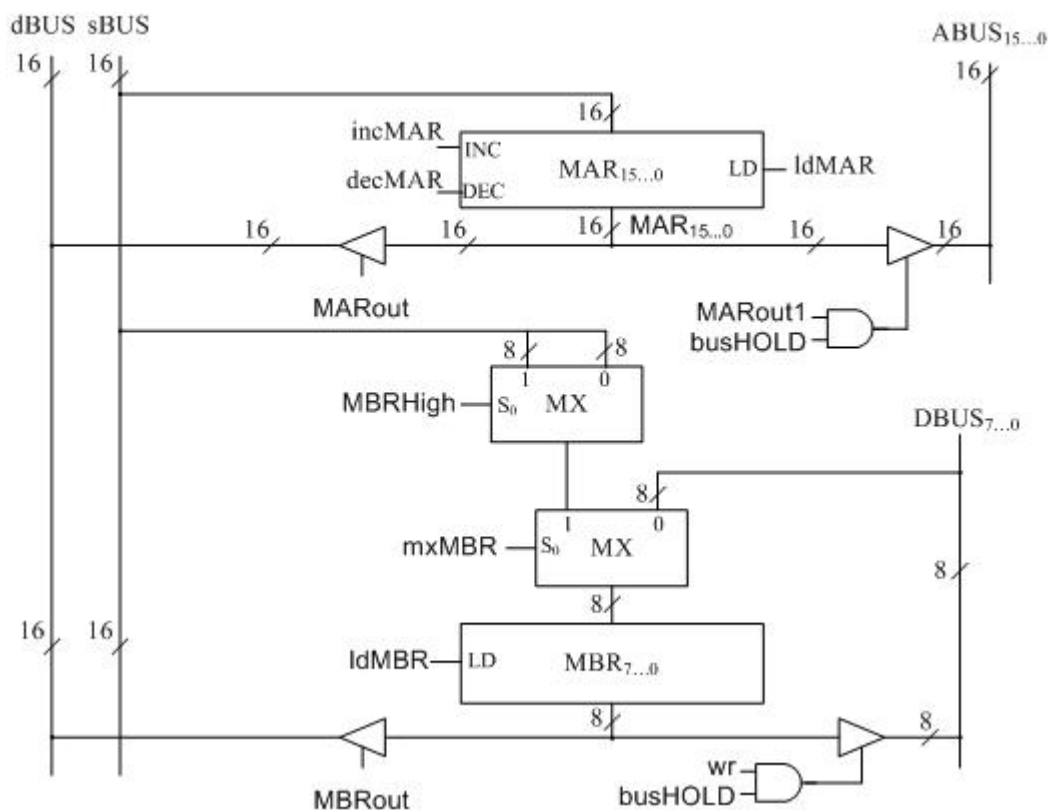 dBUS sBUS ABUS15...0
16 16 16
16
incMAR INC MAR15...0 LD ldMAR
decMAR DEC
16 16 16 MAR15...0 16 16
MARout
MARout1
busHOLD
8 8
1 0
MBRHigh S0 MX
DBUS7...0
8
1 0
mxMBR S0 MX
8
8
16 16
ldMBR LD MBR7...0
8 8
wr
busHOLD
MBRout